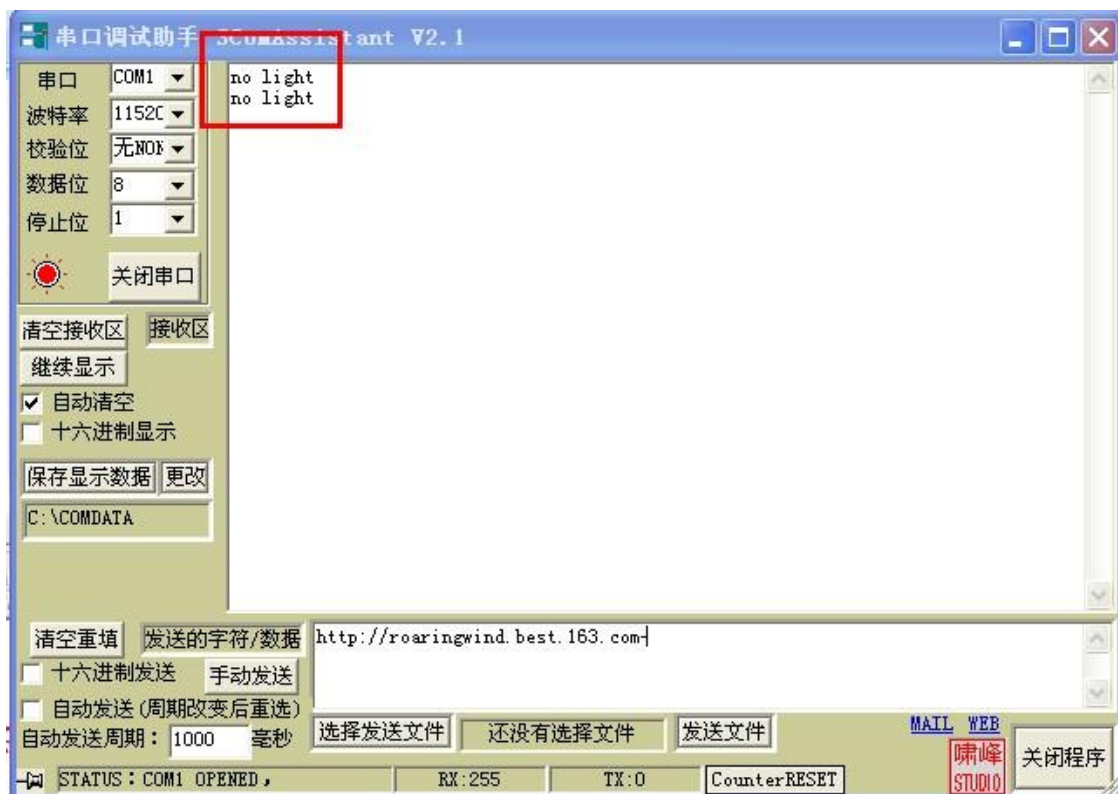 串口调试助手 SComAssistant V2.1
串口 COM1
波特率 11520
校验位 无NON
数据位 8
停止位 1
关闭串口
no light
no light
清空接收区 接收区
继续显示
自动清空
十六进制显示
保存显示数据 更改
C:\COMDATA
清空重填 发送的字符/数据 http://roaringwind.best.163.com
十六进制发送 手动发送
自动发送(周期改变后重选)
自动发送周期: 1000 毫秒 选择发送文件 还没有选择文件 发送文件
MAIL WEB
啸峰
STUDIO
关闭程序
STATUS:COM1 OPENED, RX:255 TX:0 CounterRESET